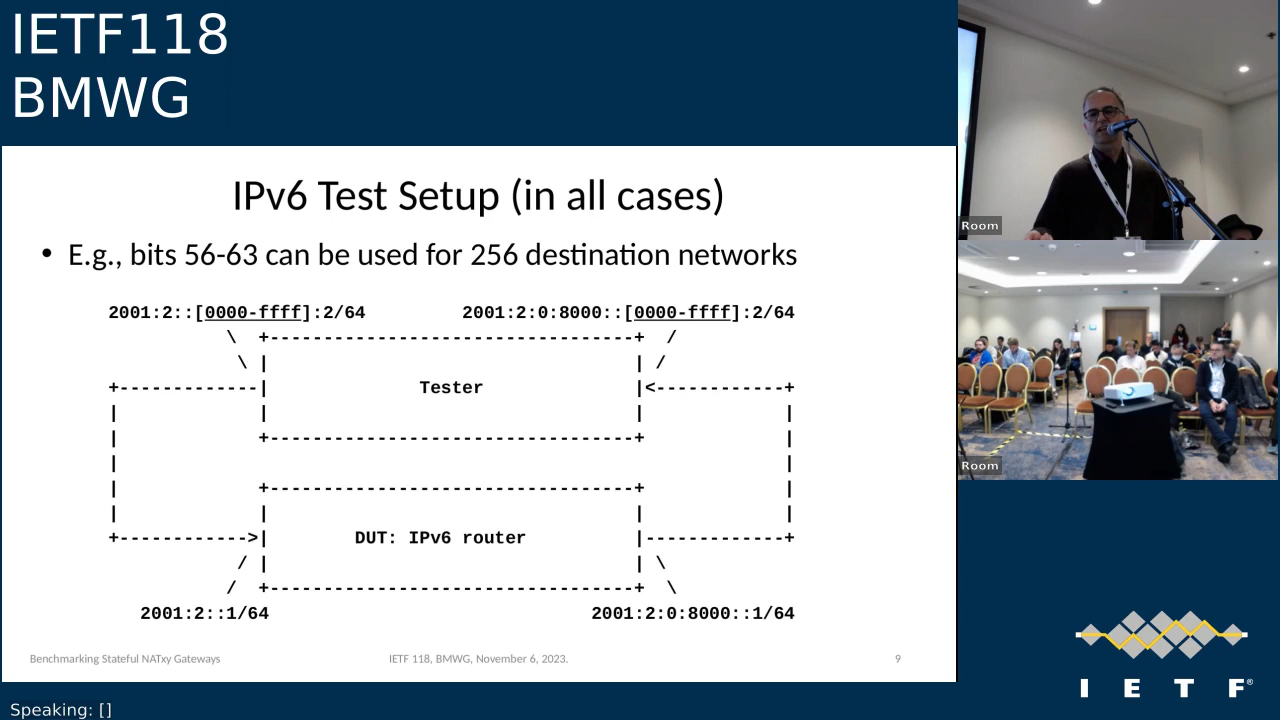 IETF118
BMWG
IPv6 Test Setup (in all cases)
• E.g., bits 56-63 can be used for 256 destination networks
2001:2::[0000-ffff]:2/64 2001:2:0:8000::[0000-ffff]:2/64
Tester
DUT: IPv6 router
2001:2::1/64 2001:2:0:8000::1/64
Benchmarking Stateful NATxy Gateways IETF 118, BMWG, November 6, 2023. 9
Room
Room
I E T F®
Speaking: []